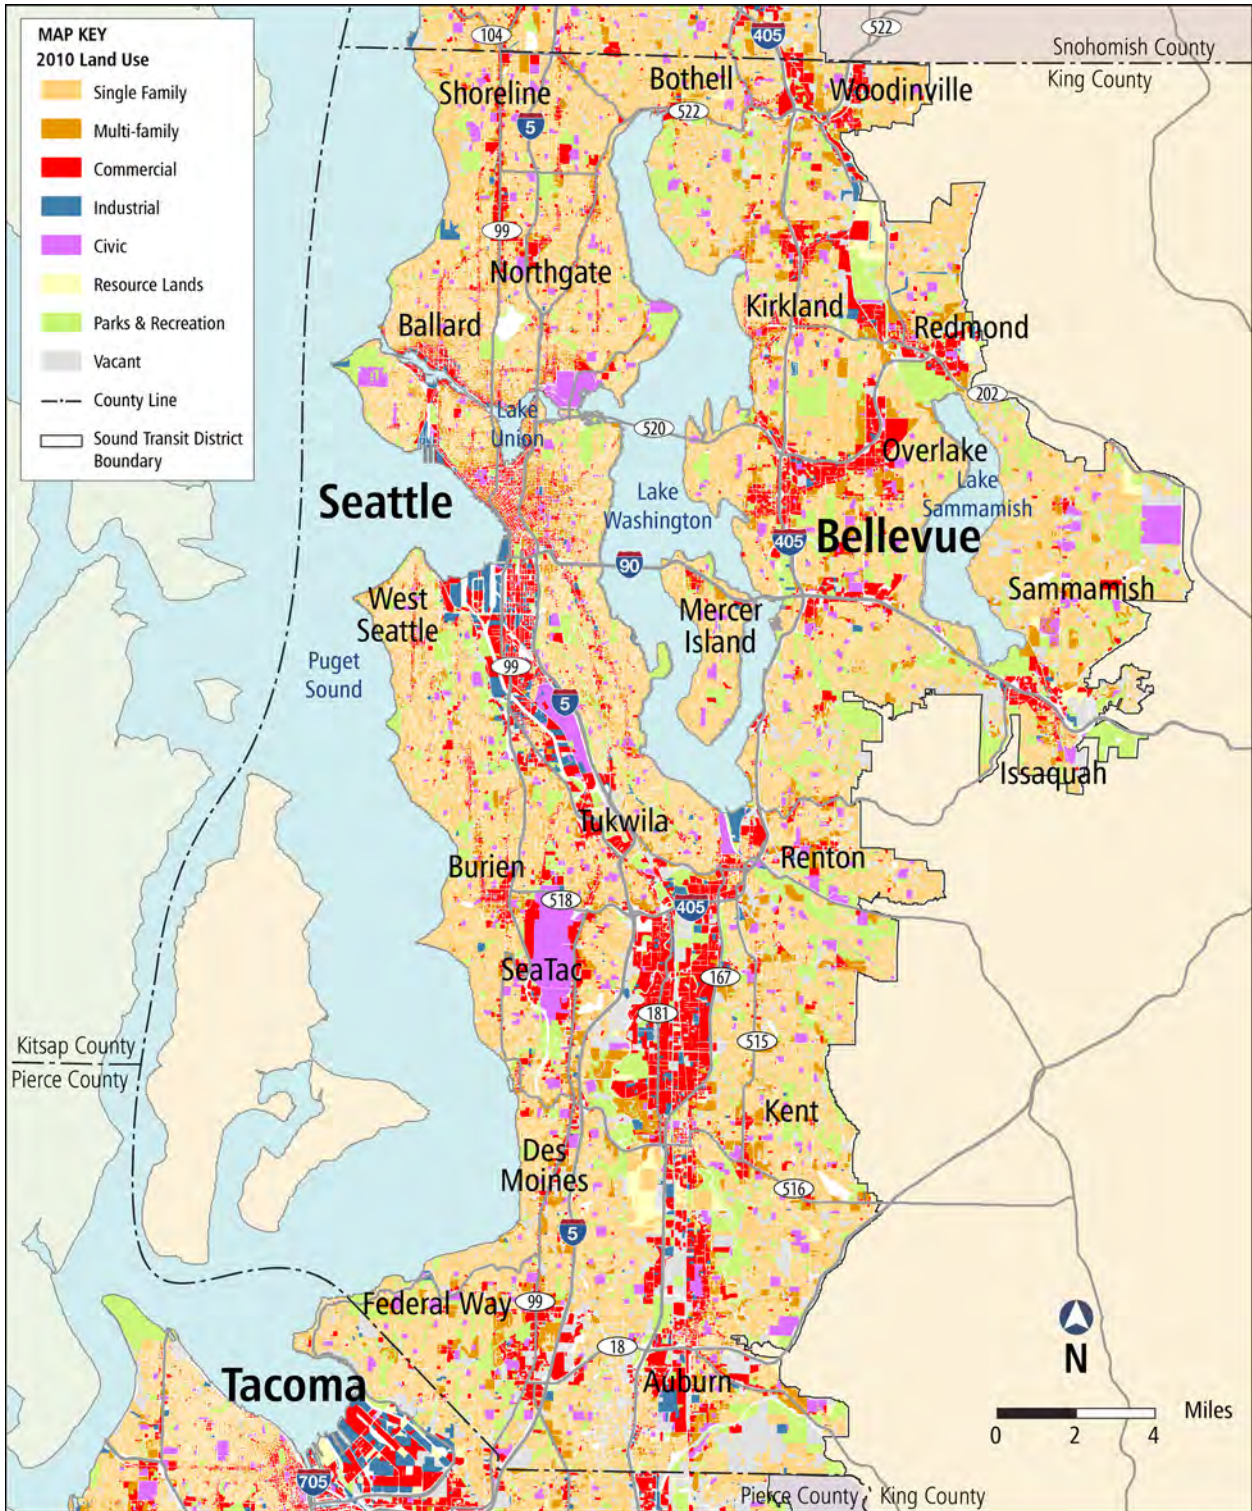 MAP KEY
2010 Land Use
Single Family
Multi-family
Commercial
Industrial
Civic
Resource Lands
Parks & Recreation
Vacant
County Line
Sound Transit District
Boundary
104
405
522
Snohomish County
King County
Shoreline
Bothell
Woodinville
5
522
99
Northgate
Ballard
Kirkland
Redmond
202
Lake
Union
520
Overlake
Lake
Sammamish
Seattle
Lake
Washington
405
Bellevue
90
West
Seattle
Mercer
Island
Sammamish
Puget
Sound
99
5
Issaquah
Tukwila
Burien
Renton
518
405
SeaTac
167
181
515
Kitsap County
Pierce County
Kent
Des
Moines
516
5
Federal Way
99
18
N
Tacoma
Auburn
Miles
0
2
4
705
Pierce County
King County